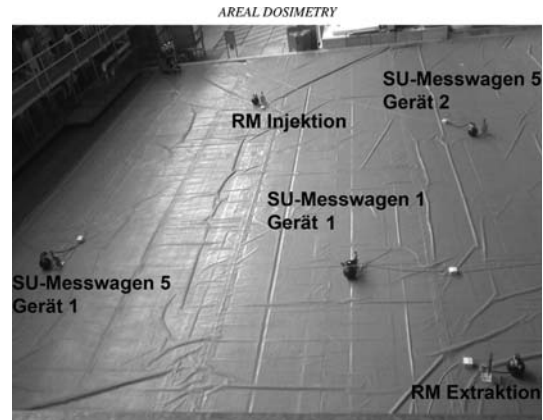 AREAL DOSIMETRY
SU-Messwagen 5
Gerät 2
RM Injektion
SU-Messwagen 1
Gerät 1
SU-Messwagen 5
Gerät 1
RM Extraktion